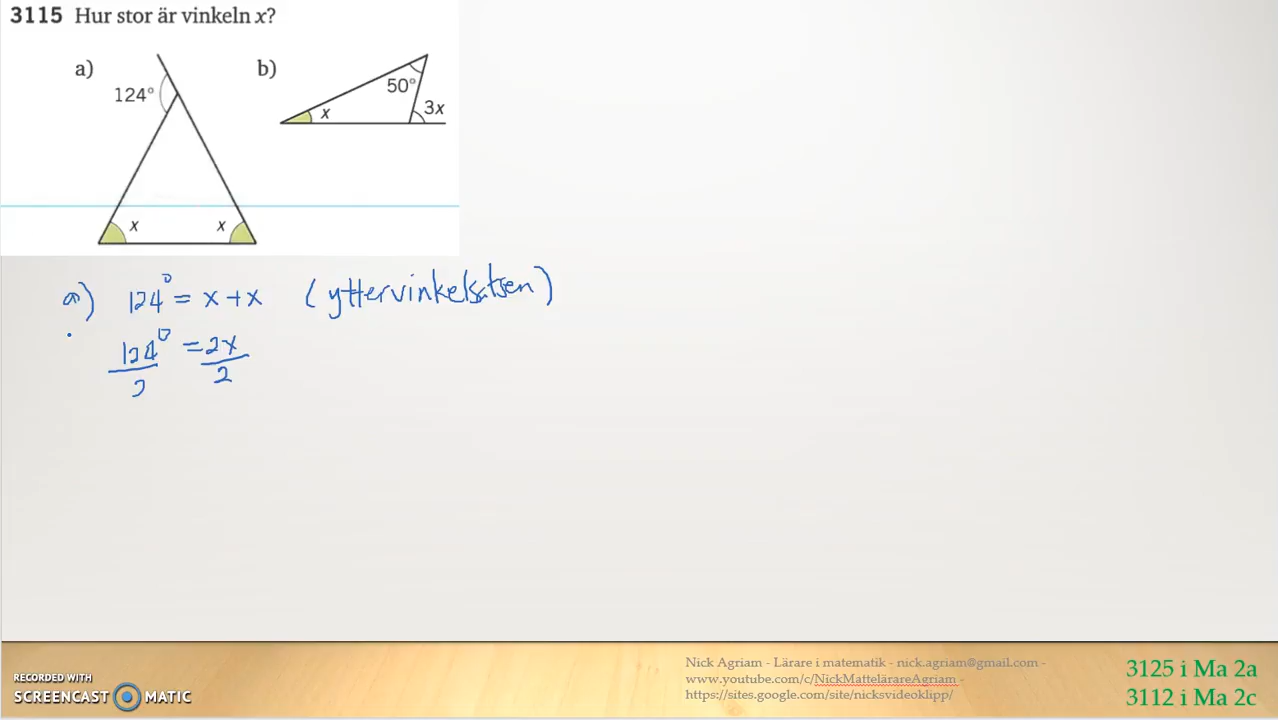 3115 Hur stor är vinkeln x?
a)
b)
124°
50°
x
3x
x
x
a) 124° = x + x (yttervinkelsatsen)
124° = 2x
2 2
Nick Agriam - Lärare i matematik - nick.agriam@gmail.com -
www.youtube.com/c/NickMattelärareAgriam -
https://sites.google.com/site/nicksvideoklipp/
3125 i Ma 2a
3112 i Ma 2c
RECORDED WITH
SCREENCAST MATIC